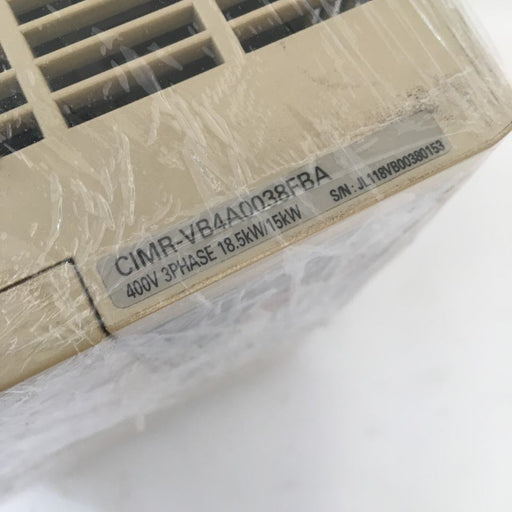 CIMR-VB4A0038FBA
400V 3PHASE 18.5kW/15kW S/N : JL118VB00380153